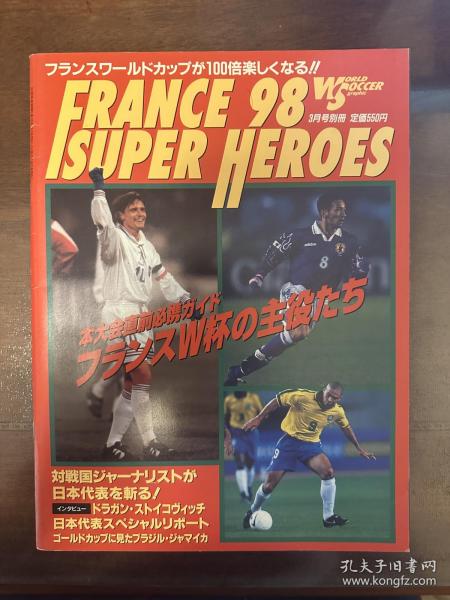 フランスワールドカップが100倍楽しくなる!!
FRANCE 98
SUPER HEROES
WORLD
SOCCER
graphic
3月号別冊 定価550円
本大会直前必携ガイド
フランスW杯の主役たち
対戦国ジャーナリストが
日本代表を斬る!
インタビュー ドラガン・ストイコヴィッチ
日本代表スペシャルリポート
ゴールドカップに見たブラジル・ジャマイカ
8
9
孔夫子旧书网
www.kongfz.com